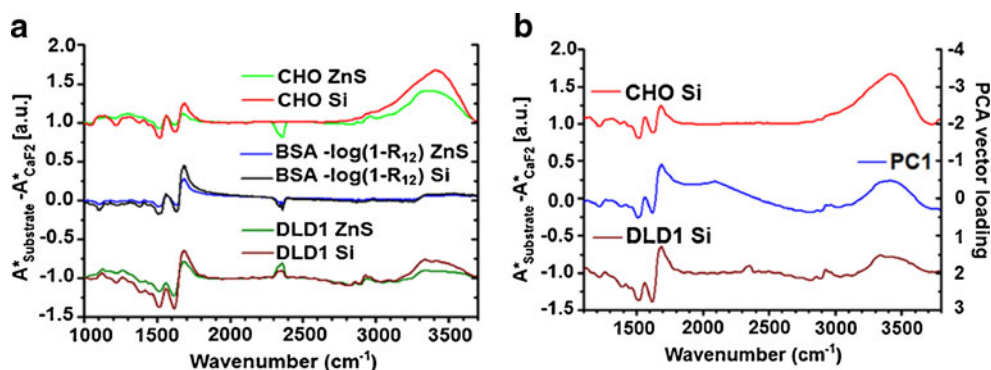 a
A*Substrate -A*CaF2 [a.u.]
2.0
1.5
1.0
0.5
0.0
-0.5
-1.0
-1.5
CHO ZnS
CHO Si
BSA -log(1-R12) ZnS
BSA -log(1-R12) Si
DLD1 ZnS
DLD1 Si
1000 1500 2000 2500 3000 3500
Wavenumber (cm-1)
b
A*Substrate -A*CaF2 [a.u.]
2.0
1.5
1.0
0.5
0.0
-0.5
-1.0
-1.5
CHO Si
PC1
DLD1 Si
1500 2000 2500 3000 3500
Wavenumber (cm-1)
-4
-3
-2
-1
0
1
2
3
PCA vector loading